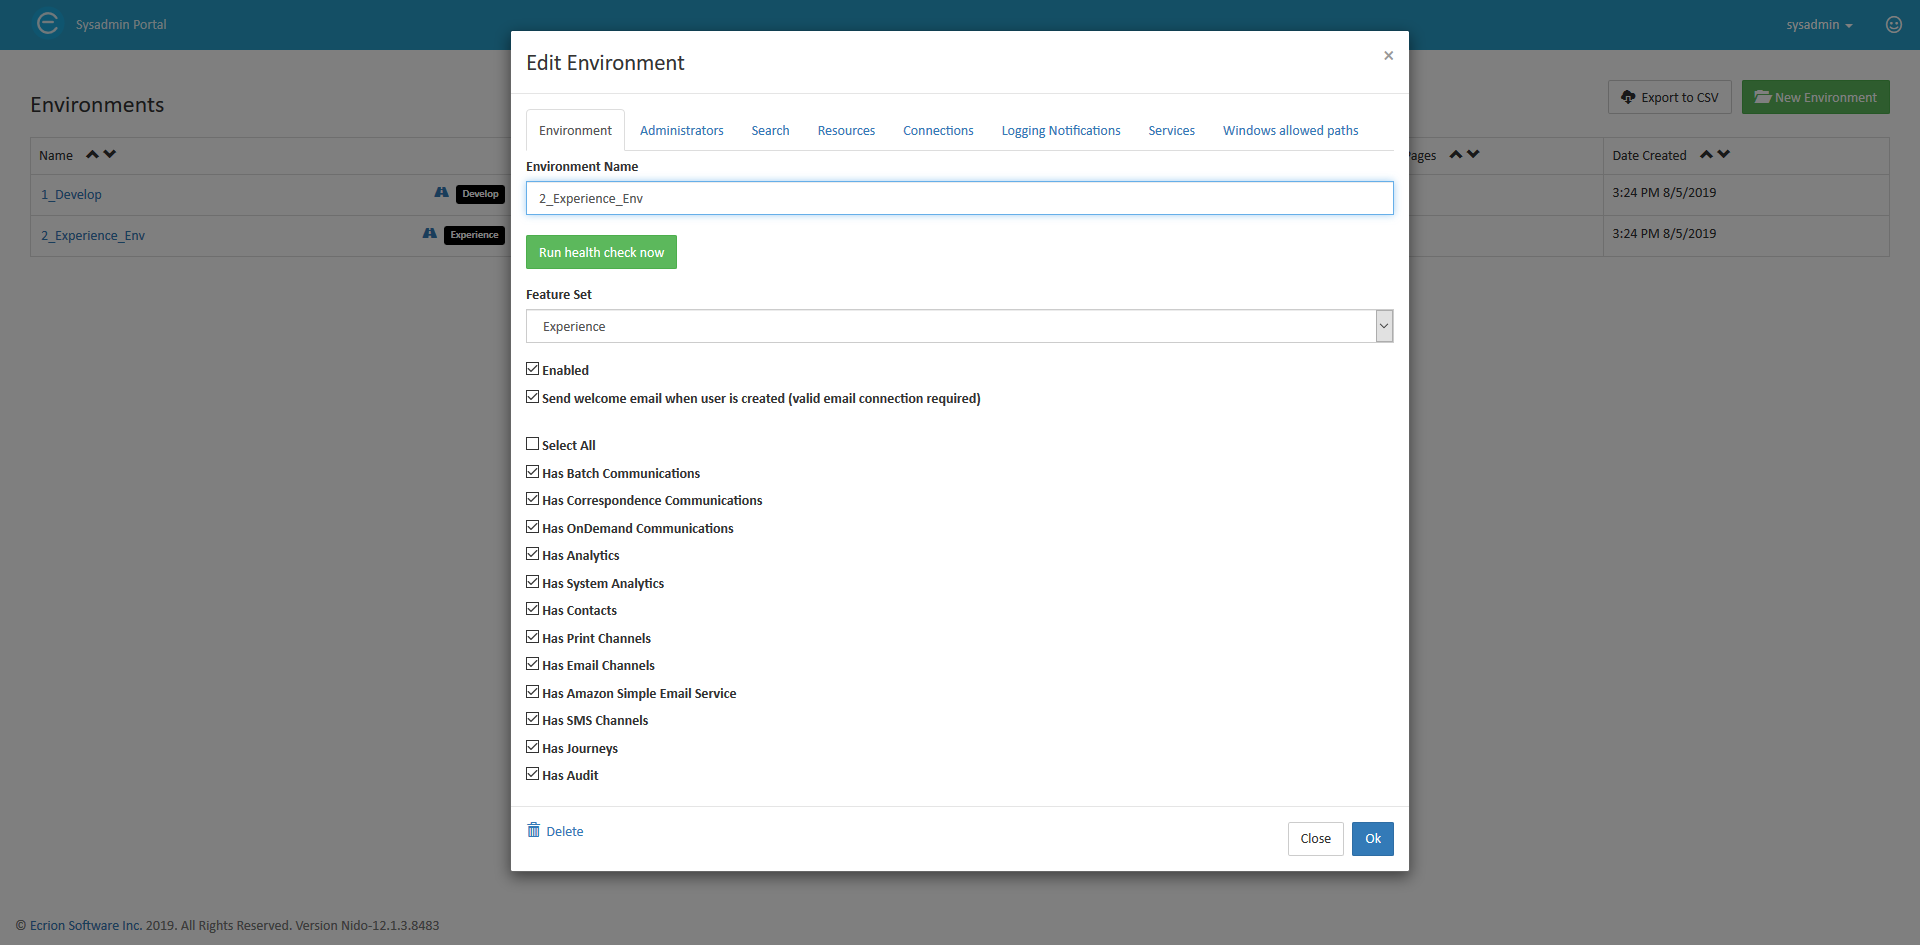 Sysadmin Portal
sysadmin
Edit Environment
×
Environments
Export to CSV
New Environment
Environment Administrators Search Resources Connections Logging Notifications Services Windows allowed paths
Name
Date Created
Environment Name
1_Develop
Develop
3:24 PM 8/5/2019
2_Experience_Env
2_Experience_Env
Experience
3:24 PM 8/5/2019
Run health check now
Feature Set
Experience
Enabled
Send welcome email when user is created (valid email connection required)
Select All
Has Batch Communications
Has Correspondence Communications
Has OnDemand Communications
Has Analytics
Has System Analytics
Has Contacts
Has Print Channels
Has Email Channels
Has Amazon Simple Email Service
Has SMS Channels
Has Journeys
Has Audit
Delete
Close
Ok
© Ecrion Software Inc. 2019. All Rights Reserved. Version Nido-12.1.3.8483